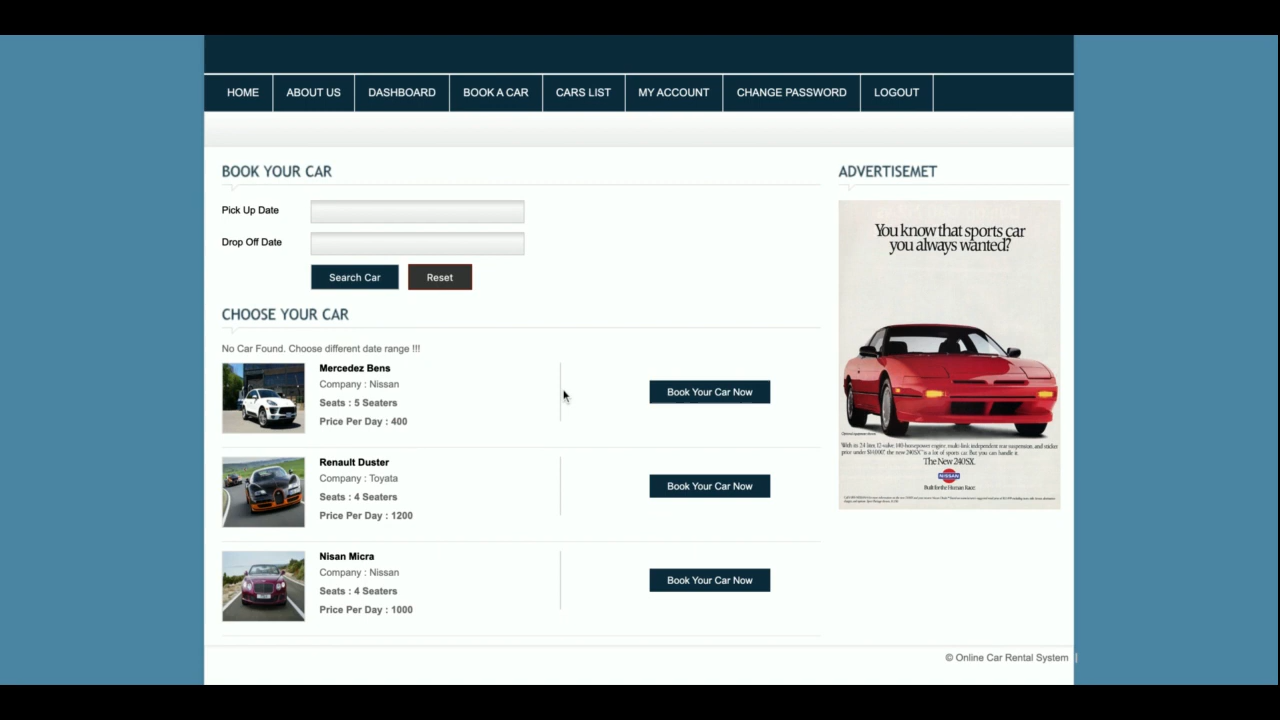 HOME ABOUT US DASHBOARD BOOK A CAR CARS LIST MY ACCOUNT CHANGE PASSWORD LOGOUT
BOOK YOUR CAR
Pick Up Date
Drop Off Date
Search Car Reset
CHOOSE YOUR CAR
No Car Found. Choose different date range !!!
Mercedez Bens
Company : Nissan
Seats : 5 Seaters
Price Per Day : 400
Book Your Car Now
Renault Duster
Company : Toyata
Seats : 4 Seaters
Price Per Day : 1200
Book Your Car Now
Nisan Micra
Company : Nissan
Seats : 4 Seaters
Price Per Day : 1000
Book Your Car Now
ADVERTISEMET
You know that sports car
you always wanted?
The New 240SX.
NISSAN
Built for the Human Race.
© Online Car Rental System |